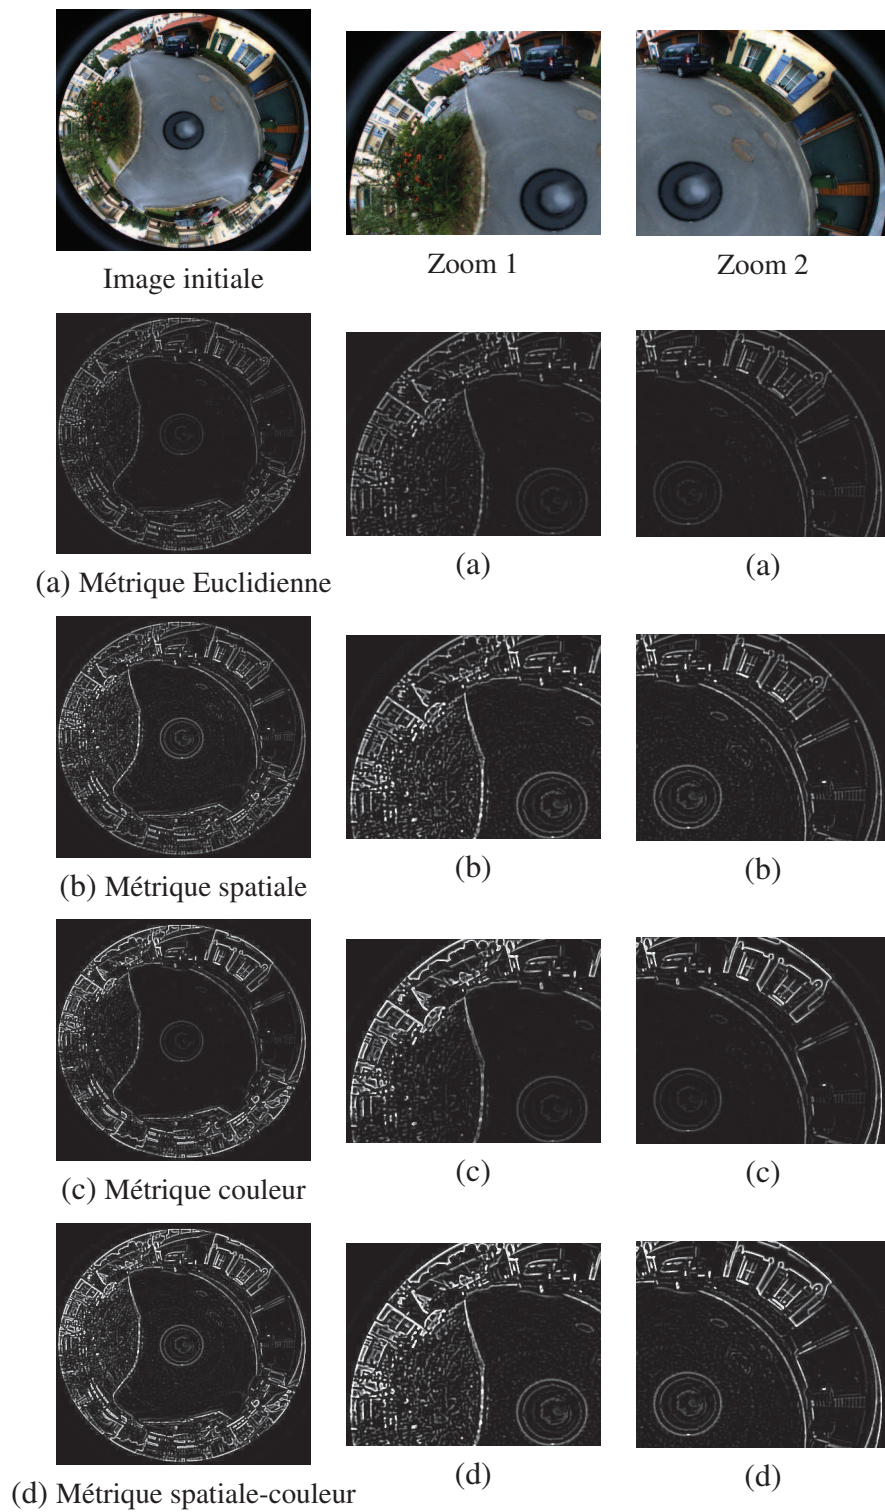 Image initiale
Zoom 1
Zoom 2
(a) Métrique Euclidienne
(a)
(a)
(b) Métrique spatiale
(b)
(b)
(c) Métrique couleur
(c)
(c)
(d) Métrique spatiale-couleur
(d)
(d)